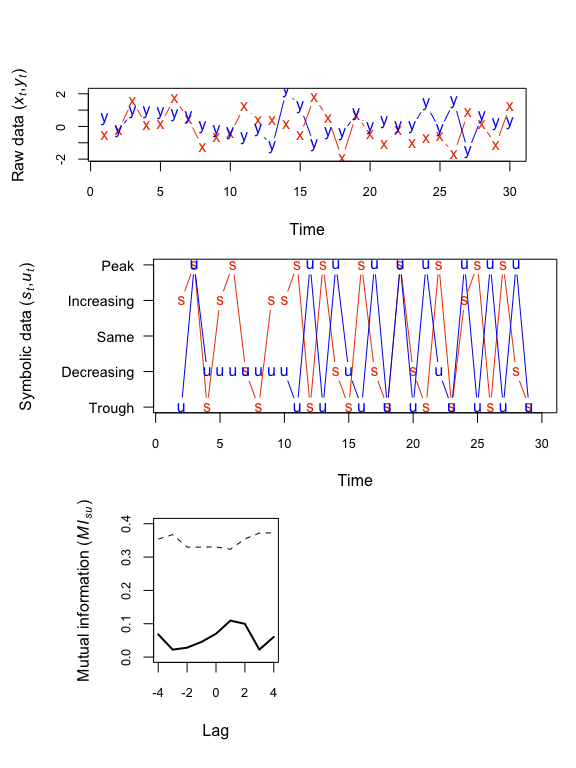 Raw data (x_t,y_t)
2
0
-2
0 5 10 15 20 25 30
Time
Symbolic data (s_t,u_t)
Peak
Increasing
Same
Decreasing
Trough
0 5 10 15 20 25 30
Time
Mutual information (MI_su)
0.4
0.3
0.2
0.1
0.0
-4 -2 0 2 4
Lag